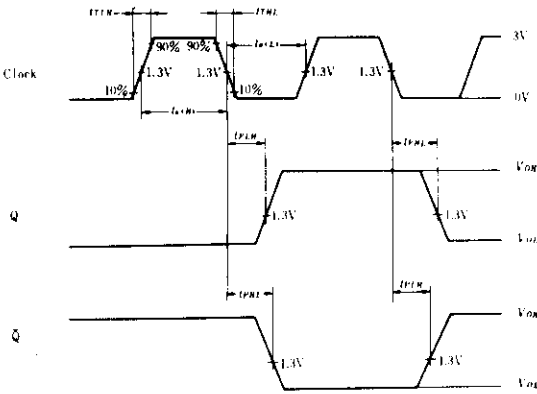 tTLH tTHL
90% 90% tw(L) 3V
Clock 1.3V 1.3V 1.3V 1.3V
10% 10% 0V
tw(H)
tPLH tPHL
VOH
Q 1.3V 1.3V
VOL
tPHL tPLH
VOH
Q̄ 1.3V 1.3V